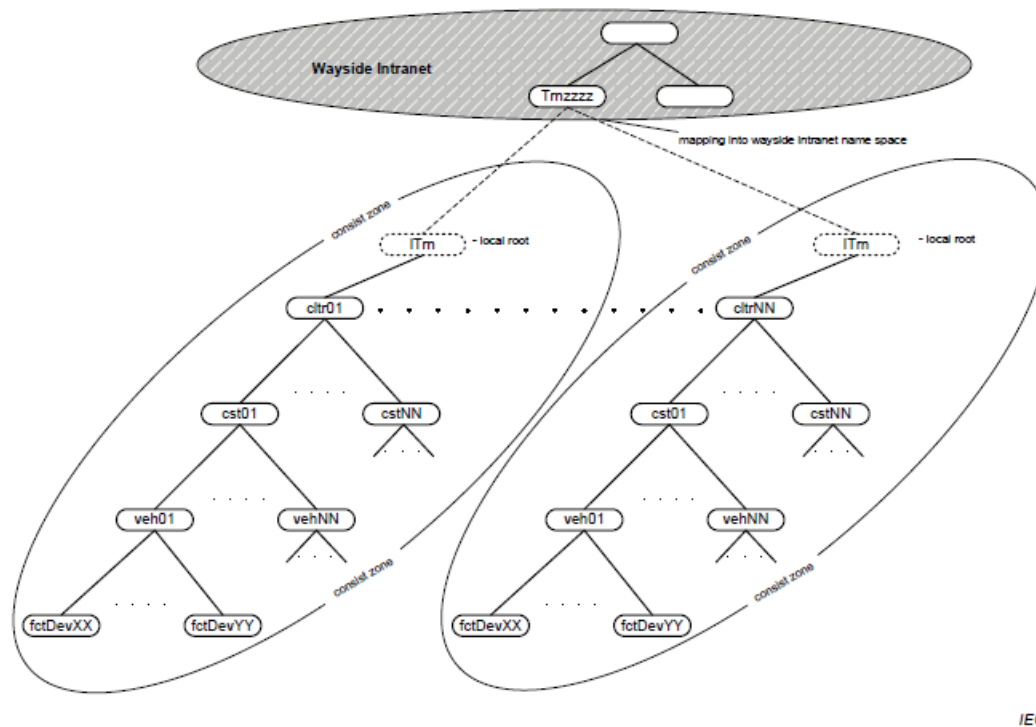 Wayside Intranet
Trnzzzz
mapping into wayside Intranet name space
consist zone
consist zone
lTrn
- local root
lTrn
- local root
cltr01
cltrNN
cst01
. . . .
cstNN
cst01
. . . .
cstNN
. . . .
. . . .
veh01
. . . .
vehNN
veh01
. . . .
vehNN
. . . .
. . . .
consist zone
consist zone
fctDevXX
. . . .
fctDevYY
fctDevXX
. . . .
fctDevYY
IE